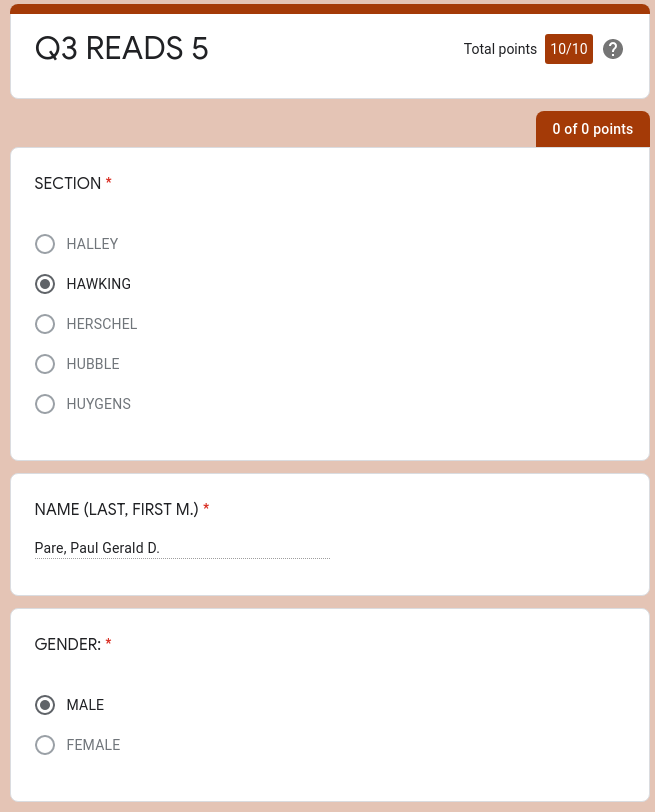 Q3 READS 5
Total points 10/10 ?
0 of 0 points
SECTION *
HALLEY
HAWKING
HERSCHEL
HUBBLE
HUYGENS
NAME (LAST, FIRST M.) *
Pare, Paul Gerald D.
GENDER: *
MALE
FEMALE